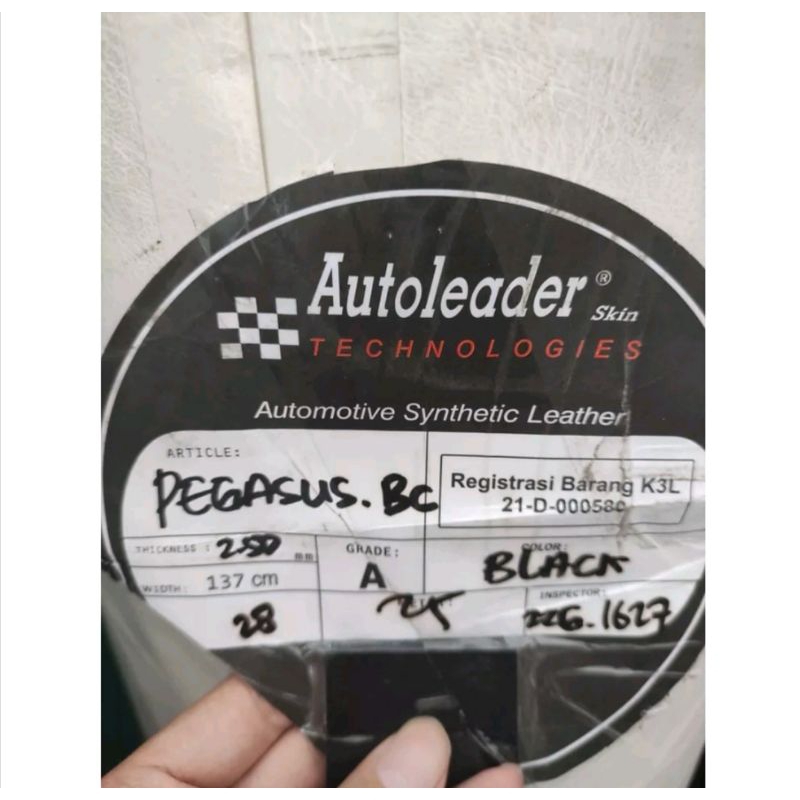 Autoleader®
Skin
TECHNOLOGIES
Automotive Synthetic Leather
ARTICLE:
PEGASUS. BC
Registrasi Barang K3L
21-D-000580
THICKNESS : 2.50 mm
GRADE:
A
COLOR:
BLACK
WIDTH: 137 cm
28
INSPECTOR:
1627